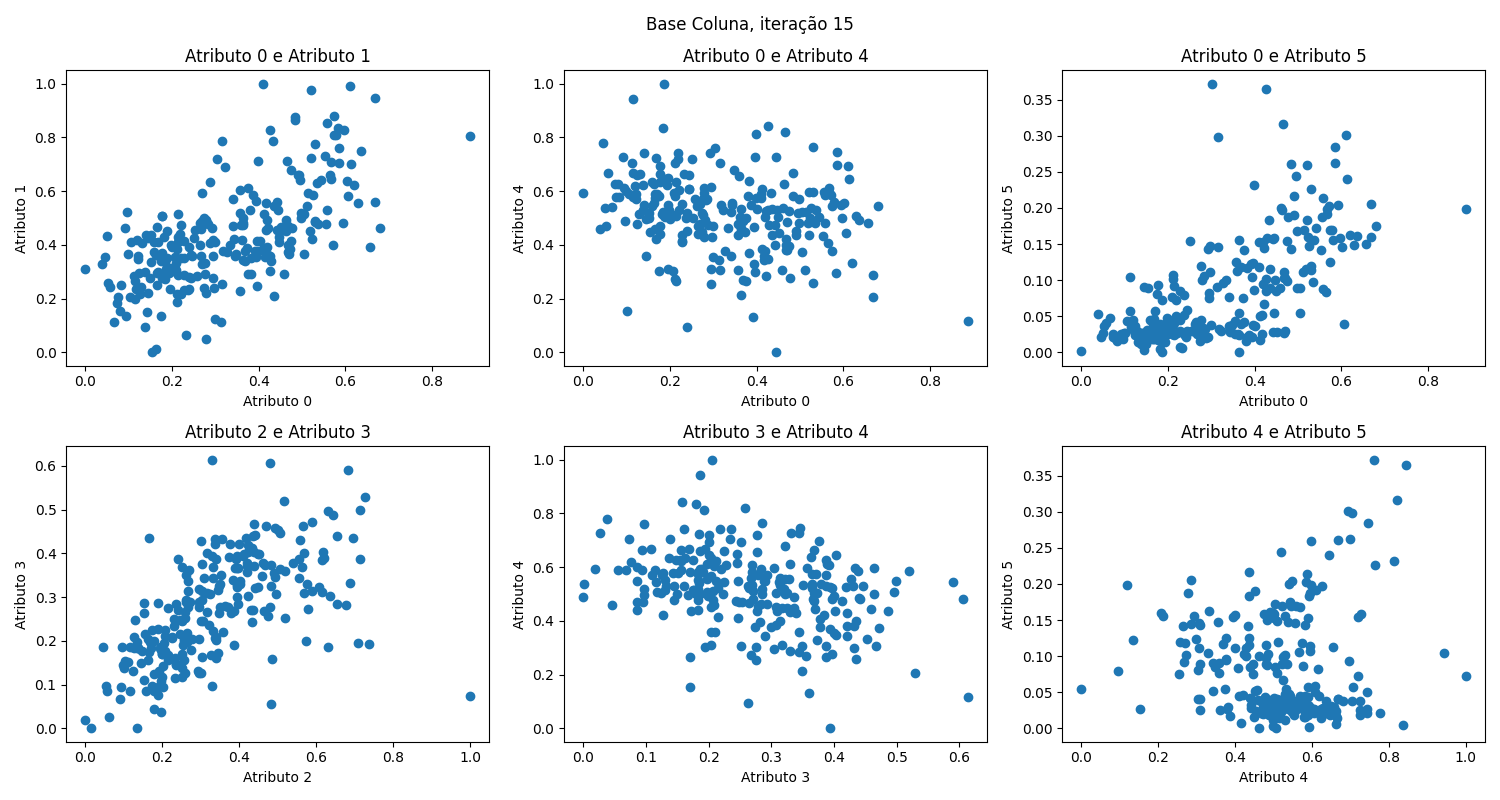 Base Coluna, iteração 15
Atributo 0 e Atributo 1
Atributo 1
1.0
0.8
0.6
0.4
0.2
0.0
0.0 0.2 0.4 0.6 0.8
Atributo 0
Atributo 0 e Atributo 4
Atributo 4
1.0
0.8
0.6
0.4
0.2
0.0
0.0 0.2 0.4 0.6 0.8
Atributo 0
Atributo 0 e Atributo 5
Atributo 5
0.35
0.30
0.25
0.20
0.15
0.10
0.05
0.00
0.0 0.2 0.4 0.6 0.8
Atributo 0
Atributo 2 e Atributo 3
Atributo 3
0.6
0.5
0.4
0.3
0.2
0.1
0.0
0.0 0.2 0.4 0.6 0.8 1.0
Atributo 2
Atributo 3 e Atributo 4
Atributo 4
1.0
0.8
0.6
0.4
0.2
0.0
0.0 0.1 0.2 0.3 0.4 0.5 0.6
Atributo 3
Atributo 4 e Atributo 5
Atributo 5
0.35
0.30
0.25
0.20
0.15
0.10
0.05
0.00
0.0 0.2 0.4 0.6 0.8 1.0
Atributo 4